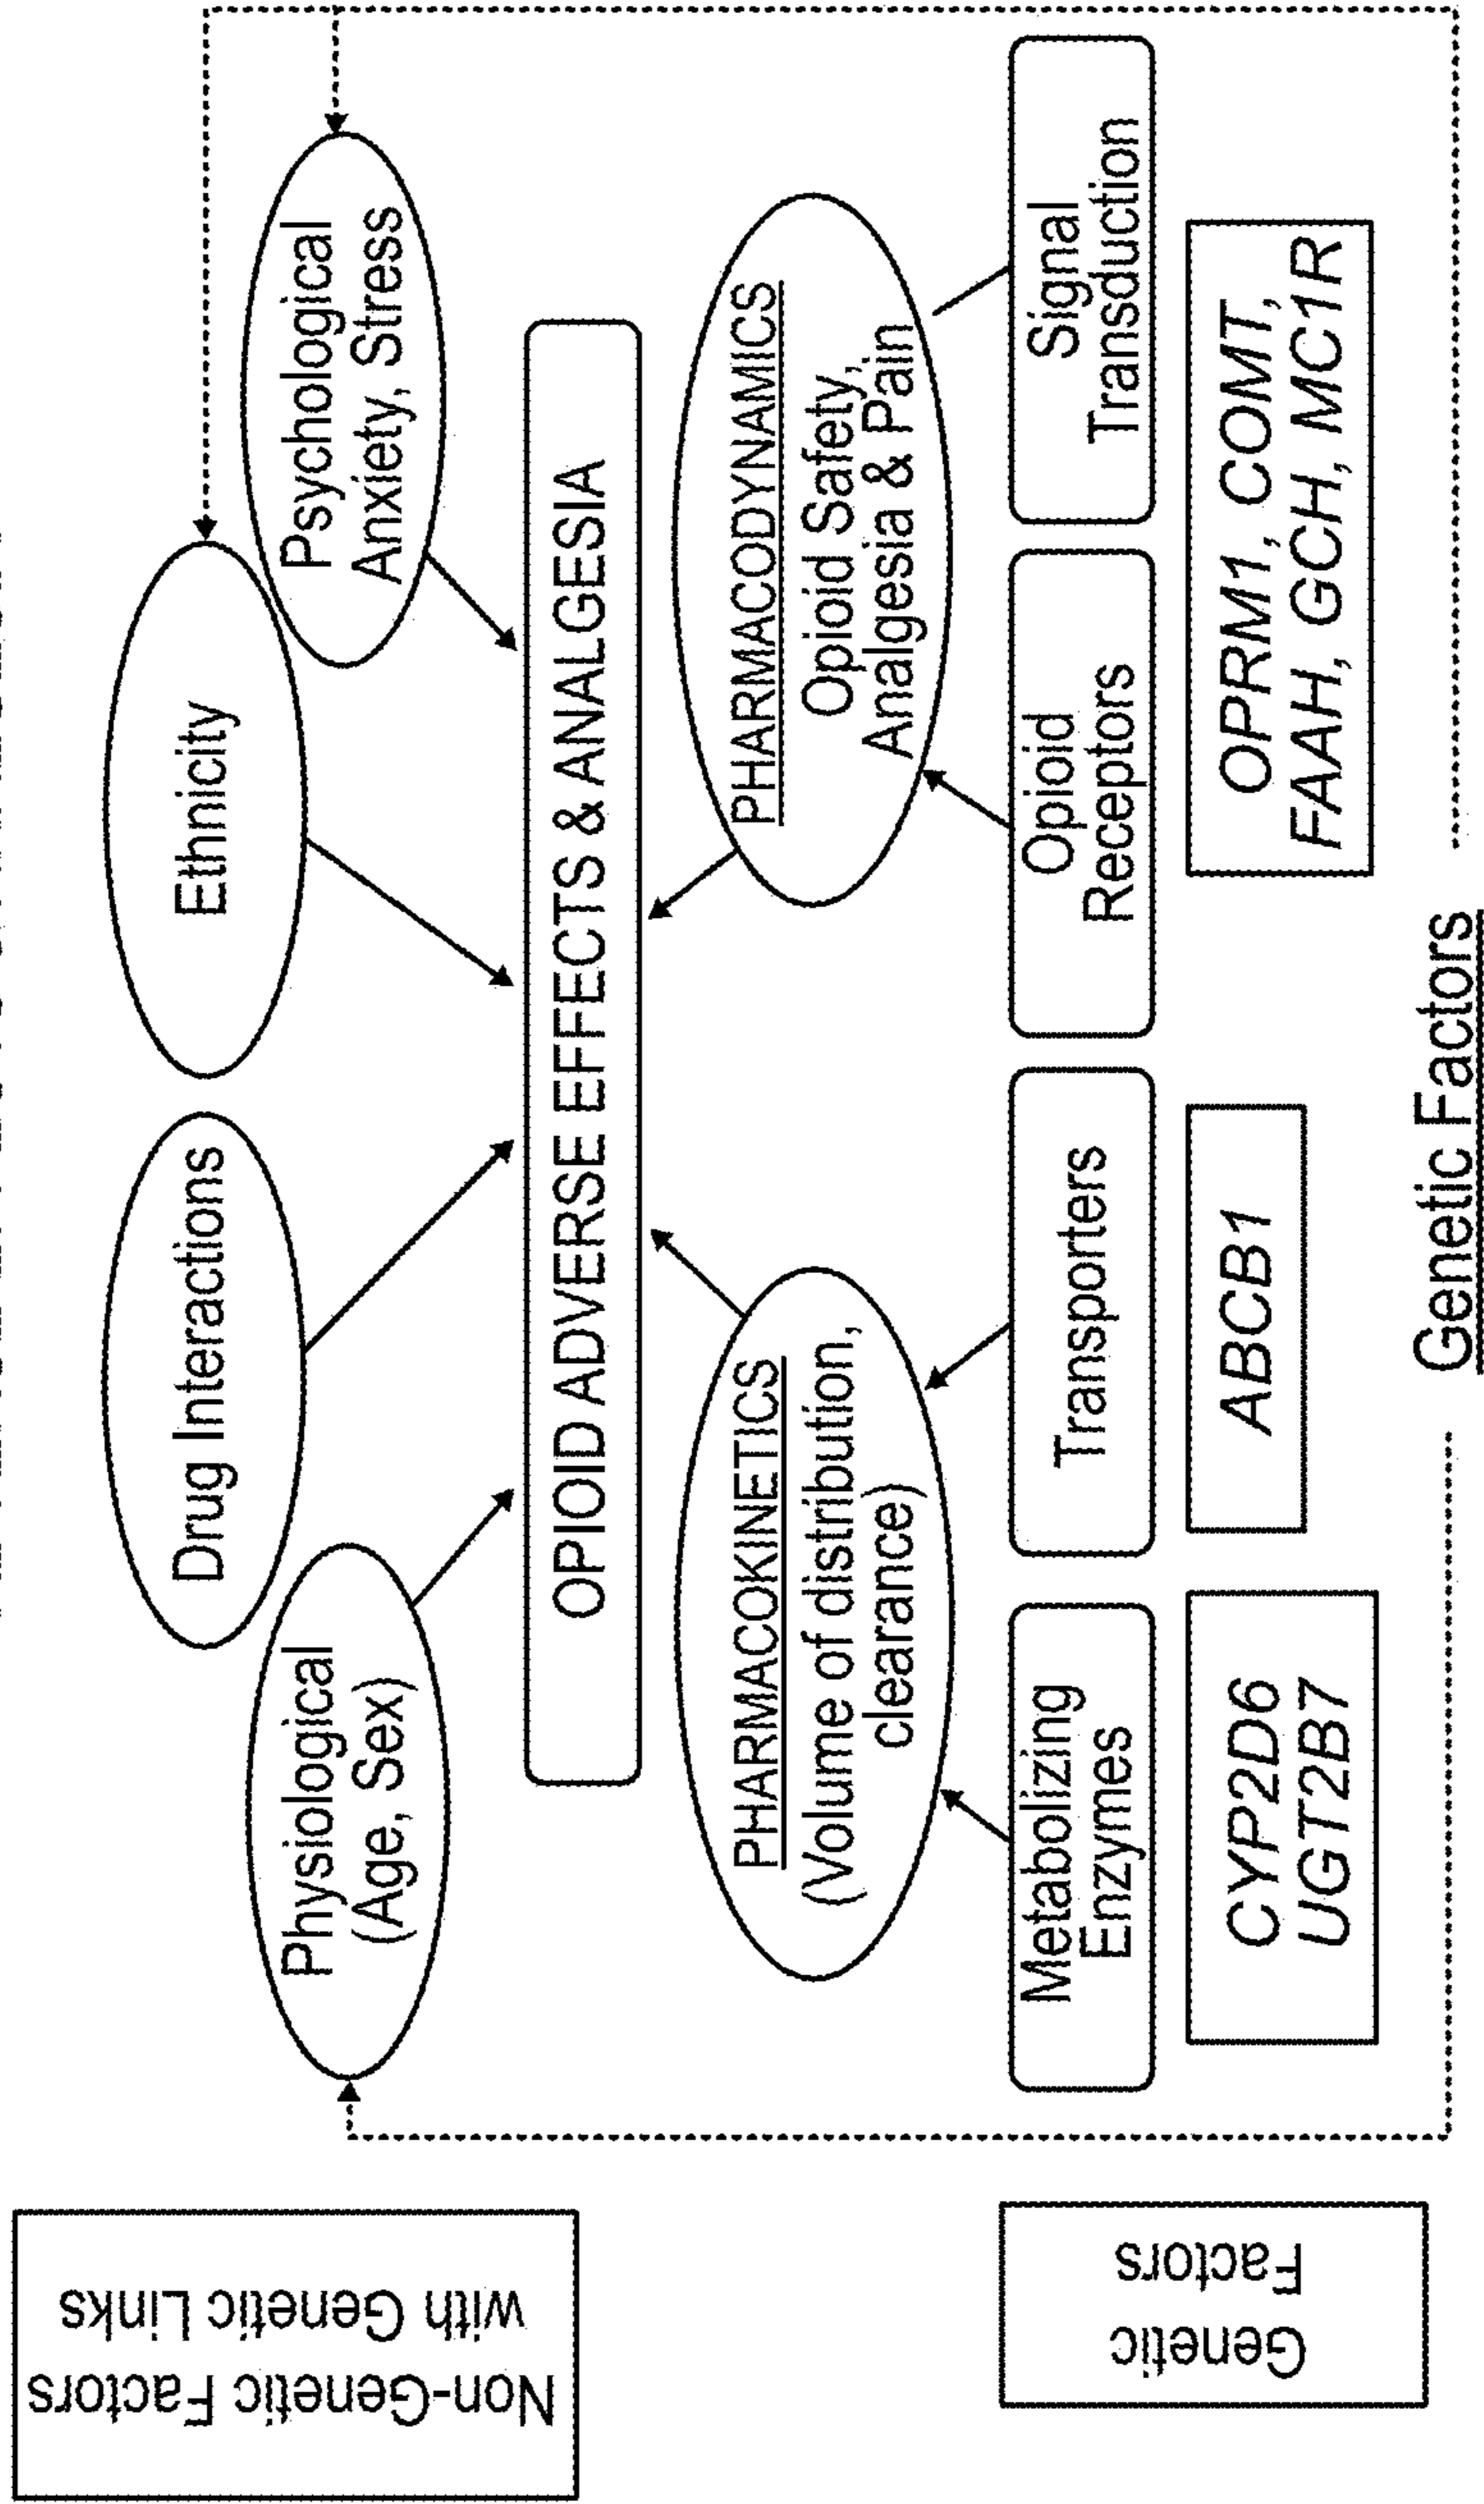 Non-Genetic Factors
with Genetic Links
Physiological
(Age, Sex)
Drug Interactions
Ethnicity
Psychological
Anxiety, Stress
OPIOID ADVERSE EFFECTS & ANALGESIA
PHARMACOKINETICS
(Volume of distribution,
clearance)
PHARMACODYNAMICS
Opioid Safety,
Analgesia & Pain
Genetic
Factors
Metabolizing
Enzymes
Transporters
Opioid
Receptors
Signal
Transduction
CYP2D6
UGT2B7
ABCB1
OPRM1, COMT,
FAAH, GCH, MC1R
Genetic Factors